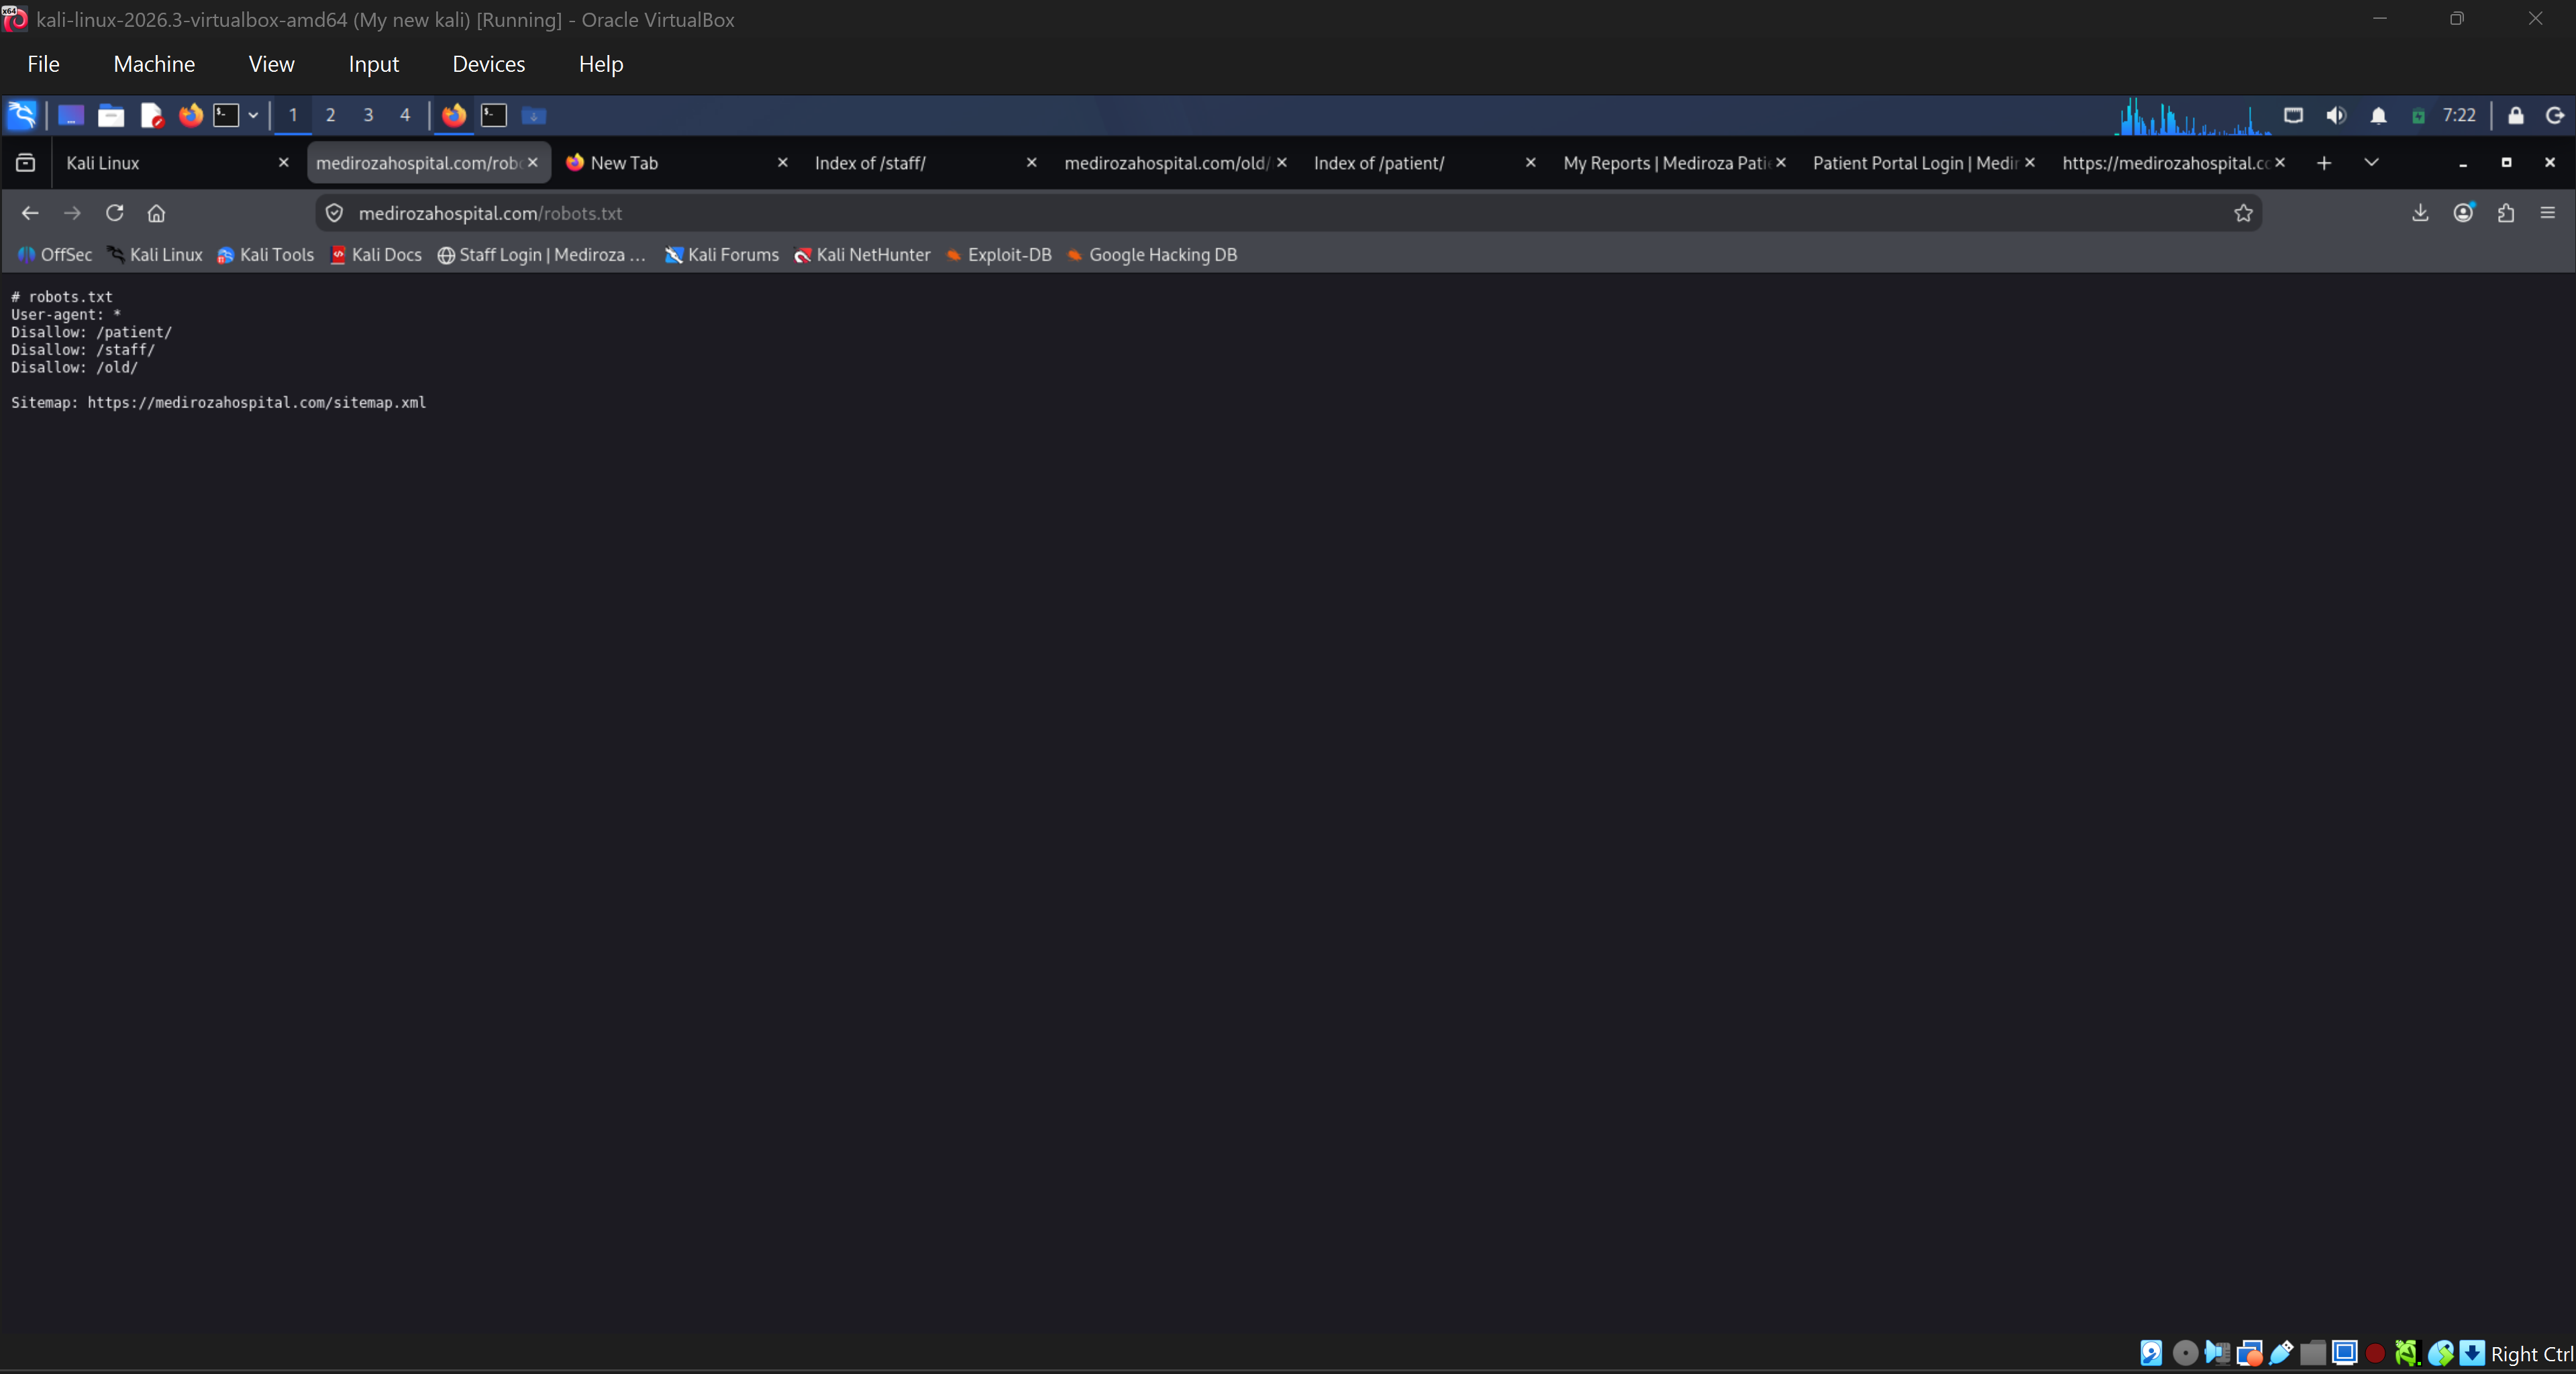 kali-linux-2026.3-virtualbox-amd64 (My new kali) [Running] - Oracle VirtualBox
File Machine View Input Devices Help
1 2 3 4 7:22
Kali Linux medirozahospital.com/rob New Tab Index of /staff/ medirozahospital.com/old/ Index of /patient/ My Reports | Mediroza Pati Patient Portal Login | Medir https://medirozahospital.cc
medirozahospital.com/robots.txt
OffSec Kali Linux Kali Tools Kali Docs Staff Login | Mediroza ... Kali Forums Kali NetHunter Exploit-DB Google Hacking DB
# robots.txt
User-agent: *
Disallow: /patient/
Disallow: /staff/
Disallow: /old/
Sitemap: https://medirozahospital.com/sitemap.xml
Right Ctrl